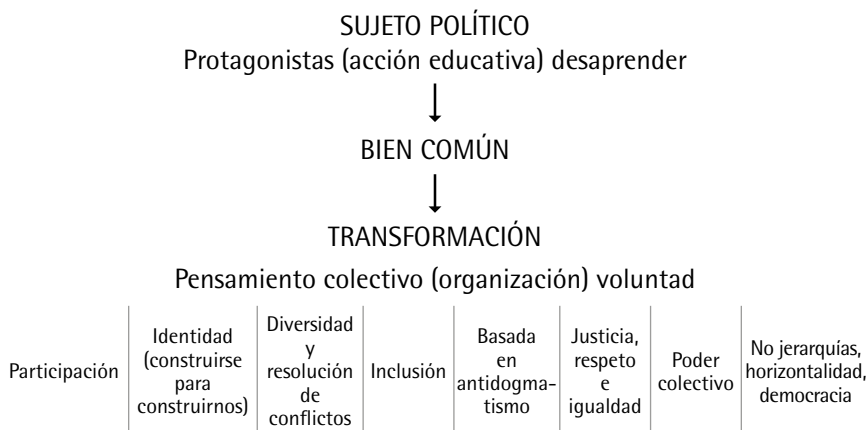 SUJETO POLÍTICO
Protagonistas (acción educativa) desaprender
BIEN COMÚN
TRANSFORMACIÓN
Pensamiento colectivo (organización) voluntad
Participación
Identidad
(construirse
para
construirnos)
Diversidad
y
resolución
de
conflictos
Inclusión
Basada
en
antidogma-
tismo
Justicia,
respeto
e
igualdad
Poder
colectivo
No jerarquías,
horizontalidad,
democracia